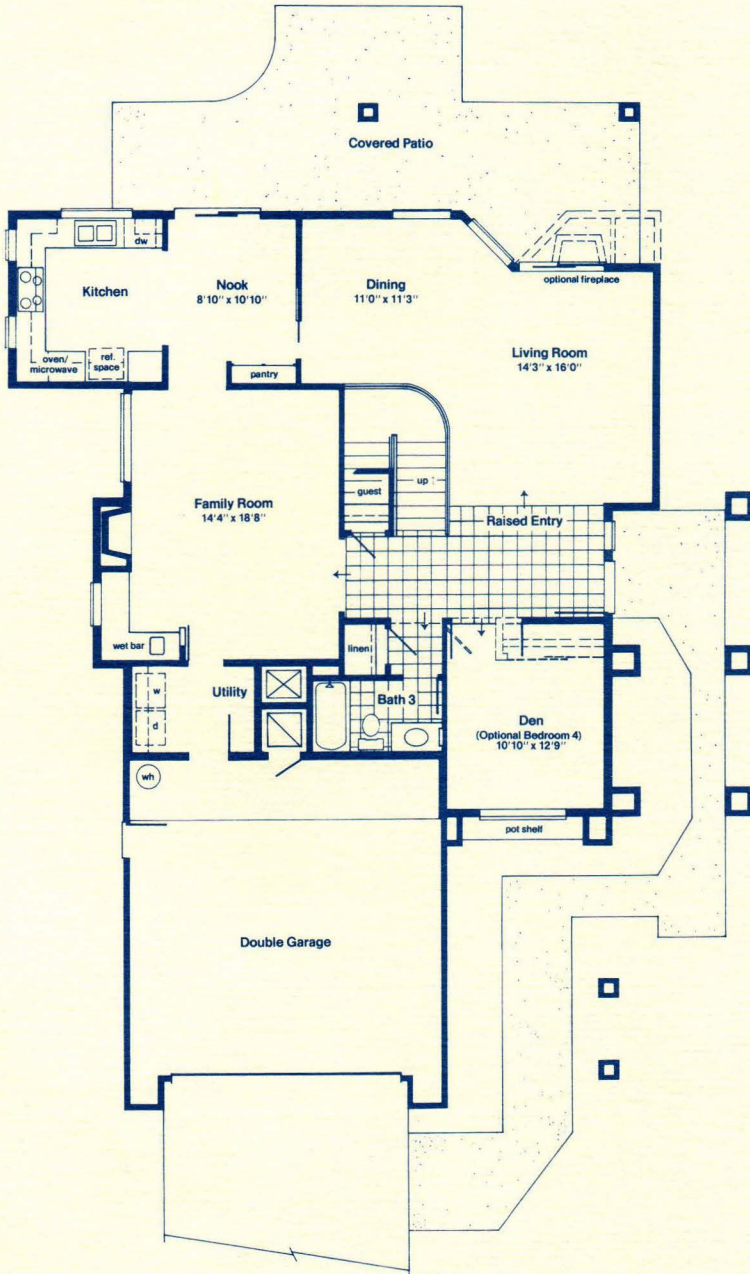 Covered Patio
dw
Kitchen
Nook
8'10" x 10'10"
Dining
11'0" x 11'3"
optional fireplace
Living Room
14'3" x 16'0"
oven/
microwave
ref.
space
pantry
up
guest
Family Room
14'4" x 18'8"
Raised Entry
wet bar
linen
Utility
w
d
Bath 3
Den
(Optional Bedroom 4)
10'10" x 12'9"
wh
pot shelf
Double Garage